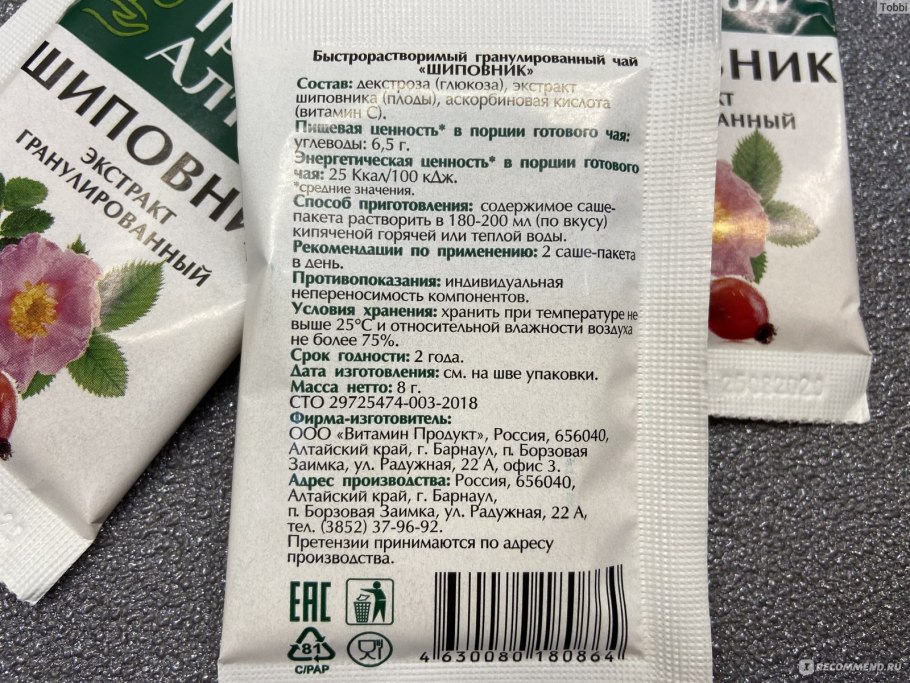 Tobbi
АЛТ
ШИПОВНИ
ЭКСТРАКТ
ГРАНУЛИРОВАННЫЙ
Быстрорастворимый гранулированный чай
«ШИПОВНИК»
Состав: декстроза (глюкоза), экстракт
шиповника (плоды), аскорбиновая кислота
(витамин С).
Пищевая ценность* в порции готового чая:
углеводы: 6,5 г.
Энергетическая ценность* в порции готового
чая: 25 Ккал/100 кДж.
*средние значения.
Способ приготовления: содержимое саше-
пакета растворить в 180-200 мл (по вкусу)
кипяченой горячей или теплой воды.
Рекомендации по применению: 2 саше-пакета
в день.
Противопоказания: индивидуальная
непереносимость компонентов.
Условия хранения: хранить при температуре не
выше 25°С и относительной влажности воздуха
не более 75%.
Срок годности: 2 года.
Дата изготовления: см. на шве упаковки.
Масса нетто: 8 г.
СТО 29725474-003-2018
Фирма-изготовитель:
ООО «Витамин Продукт», Россия, 656040,
Алтайский край, г. Барнаул, п. Борзовая
Заимка, ул. Радужная, 22 А, офис 3.
Адрес производства: Россия, 656040,
Алтайский край, г. Барнаул,
п. Борзовая Заимка, ул. Радужная, 22 А,
тел. (3852) 37-96-92.
Претензии принимаются по адресу
производства.
ЕАС
81
C/PAP
4 630080 180864
ВНИК
КТ
АННЫЙ
IRECOMMEND.RU